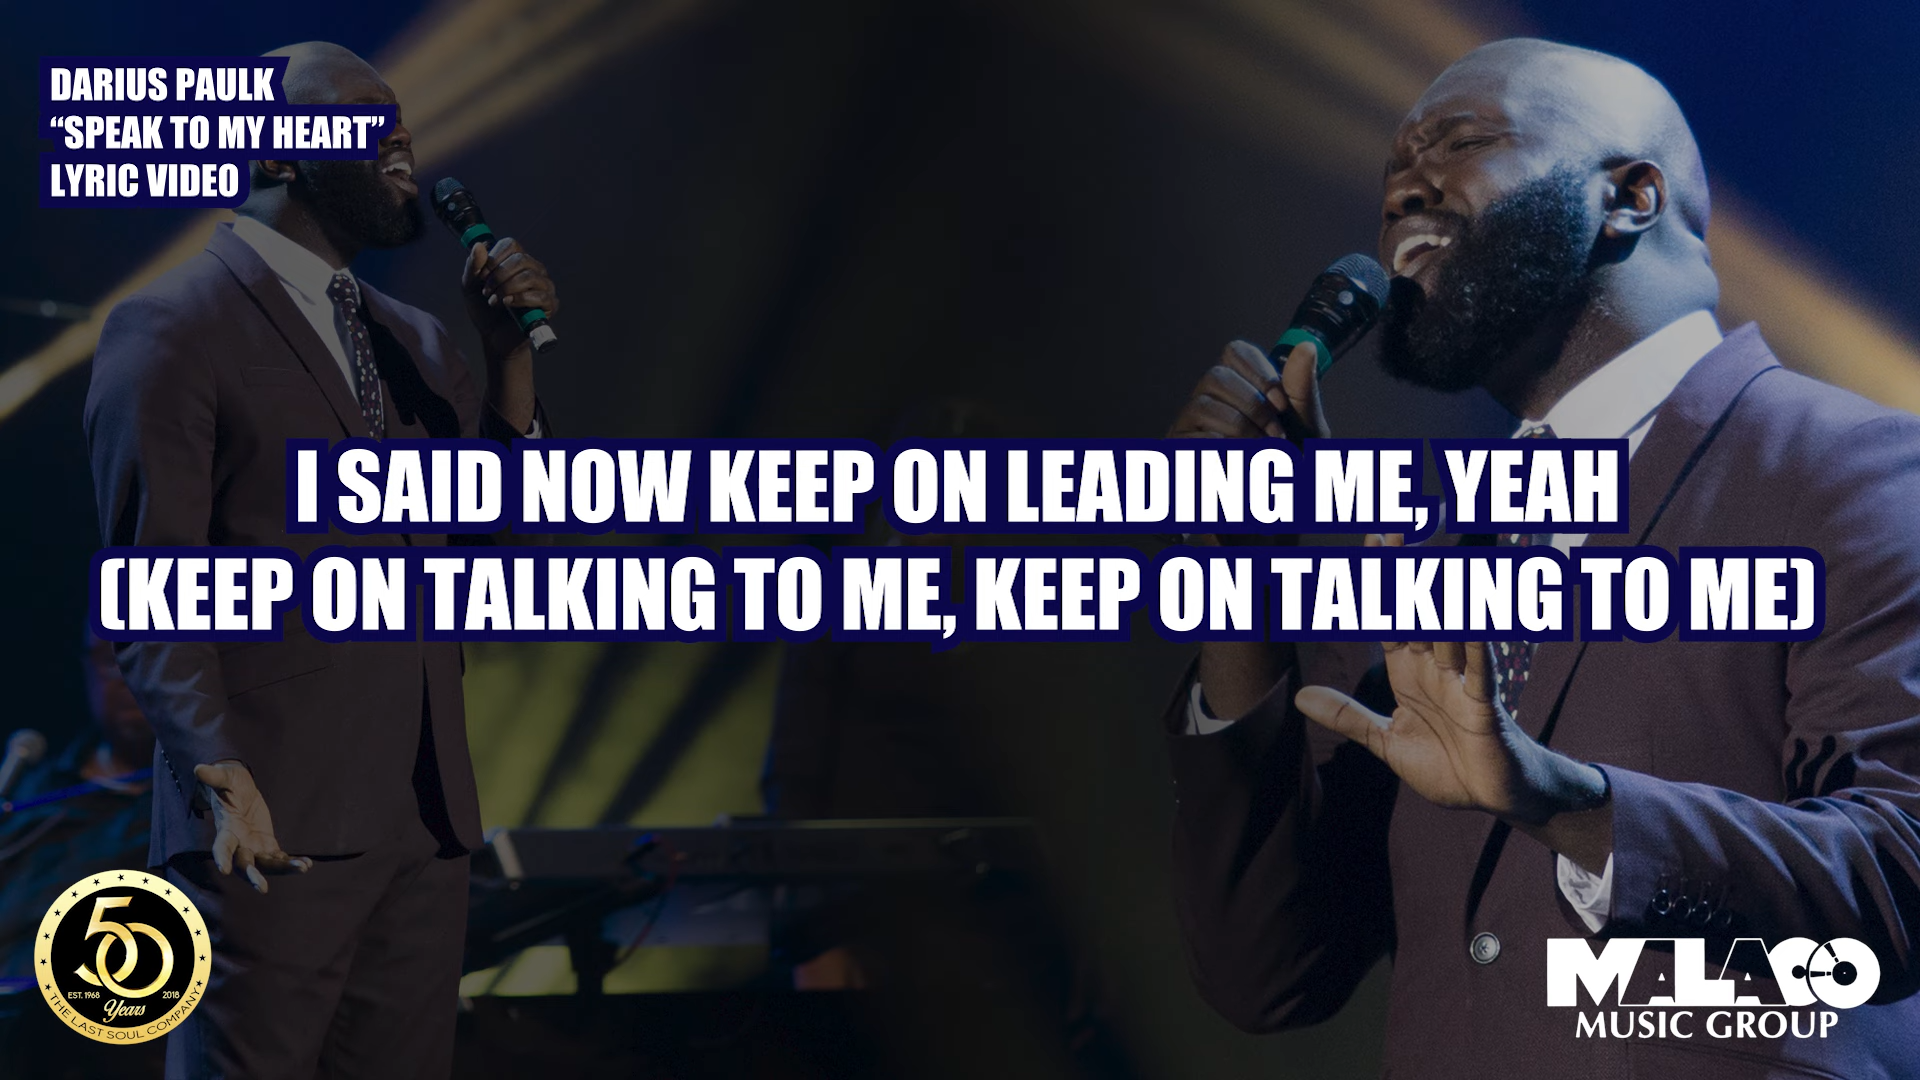 DARIUS PAULK
“SPEAK TO MY HEART”
LYRIC VIDEO
I SAID NOW KEEP ON LEADING ME, YEAH
(KEEP ON TALKING TO ME, KEEP ON TALKING TO ME)
50
EST. 1968
2018
Years
THE LAST SOUL COMPANY
MALACO
MUSIC GROUP